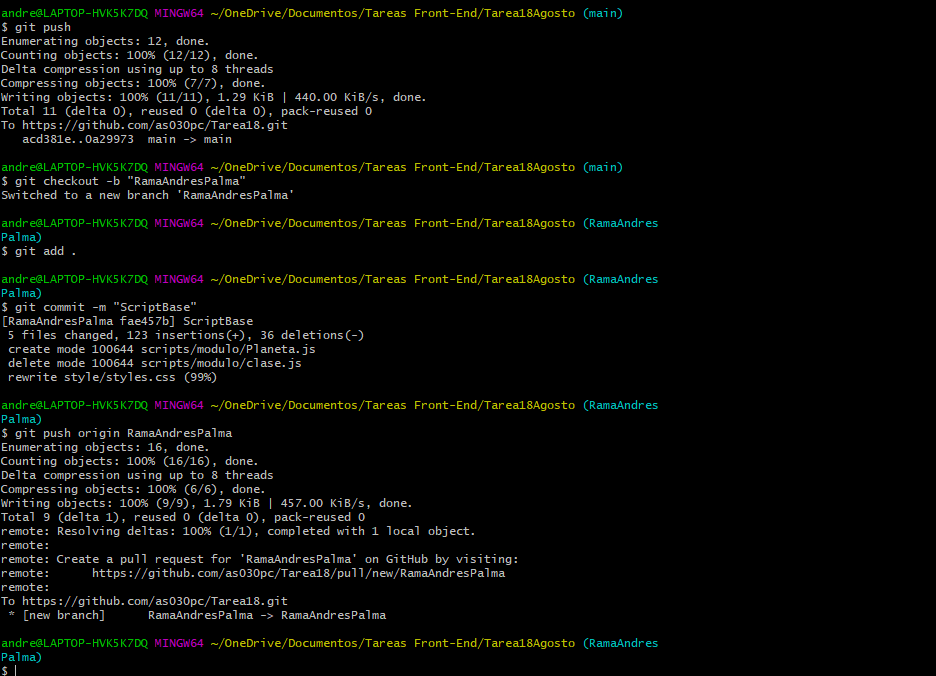 andre@LAPTOP-HVK5K7DQ MINGW64 ~/OneDrive/Documentos/Tareas Front-End/Tarea18Agosto (main)
$ git push
Enumerating objects: 12, done.
Counting objects: 100% (12/12), done.
Delta compression using up to 8 threads
Compressing objects: 100% (7/7), done.
Writing objects: 100% (11/11), 1.29 KiB | 440.00 KiB/s, done.
Total 11 (delta 0), reused 0 (delta 0), pack-reused 0
To https://github.com/as030pc/Tarea18.git
   acd381e..0a29973  main -> main

andre@LAPTOP-HVK5K7DQ MINGW64 ~/OneDrive/Documentos/Tareas Front-End/Tarea18Agosto (main)
$ git checkout -b "RamaAndresPalma"
Switched to a new branch 'RamaAndresPalma'

andre@LAPTOP-HVK5K7DQ MINGW64 ~/OneDrive/Documentos/Tareas Front-End/Tarea18Agosto (RamaAndres
Palma)
$ git add .

andre@LAPTOP-HVK5K7DQ MINGW64 ~/OneDrive/Documentos/Tareas Front-End/Tarea18Agosto (RamaAndres
Palma)
$ git commit -m "ScriptBase"
[RamaAndresPalma fae457b] ScriptBase
 5 files changed, 123 insertions(+), 36 deletions(-)
 create mode 100644 scripts/modulo/Planeta.js
 delete mode 100644 scripts/modulo/clase.js
 rewrite style/styles.css (99%)

andre@LAPTOP-HVK5K7DQ MINGW64 ~/OneDrive/Documentos/Tareas Front-End/Tarea18Agosto (RamaAndres
Palma)
$ git push origin RamaAndresPalma
Enumerating objects: 16, done.
Counting objects: 100% (16/16), done.
Delta compression using up to 8 threads
Compressing objects: 100% (6/6), done.
Writing objects: 100% (9/9), 1.79 KiB | 457.00 KiB/s, done.
Total 9 (delta 1), reused 0 (delta 0), pack-reused 0
remote: Resolving deltas: 100% (1/1), completed with 1 local object.
remote:
remote: Create a pull request for 'RamaAndresPalma' on GitHub by visiting:
remote:      https://github.com/as030pc/Tarea18/pull/new/RamaAndresPalma
remote:
To https://github.com/as030pc/Tarea18.git
 * [new branch]      RamaAndresPalma -> RamaAndresPalma

andre@LAPTOP-HVK5K7DQ MINGW64 ~/OneDrive/Documentos/Tareas Front-End/Tarea18Agosto (RamaAndres
Palma)
$